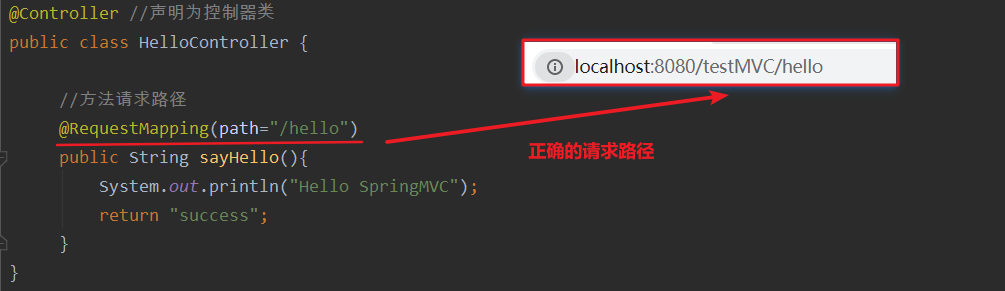 @Controller //声明为控制器类
public class HelloController {
localhost:8080/testMVC/hello
//方法请求路径
@RequestMapping(path="/hello")
正确的请求路径
public String sayHello(){
System.out.println("Hello SpringMVC");
return "success";
}
}